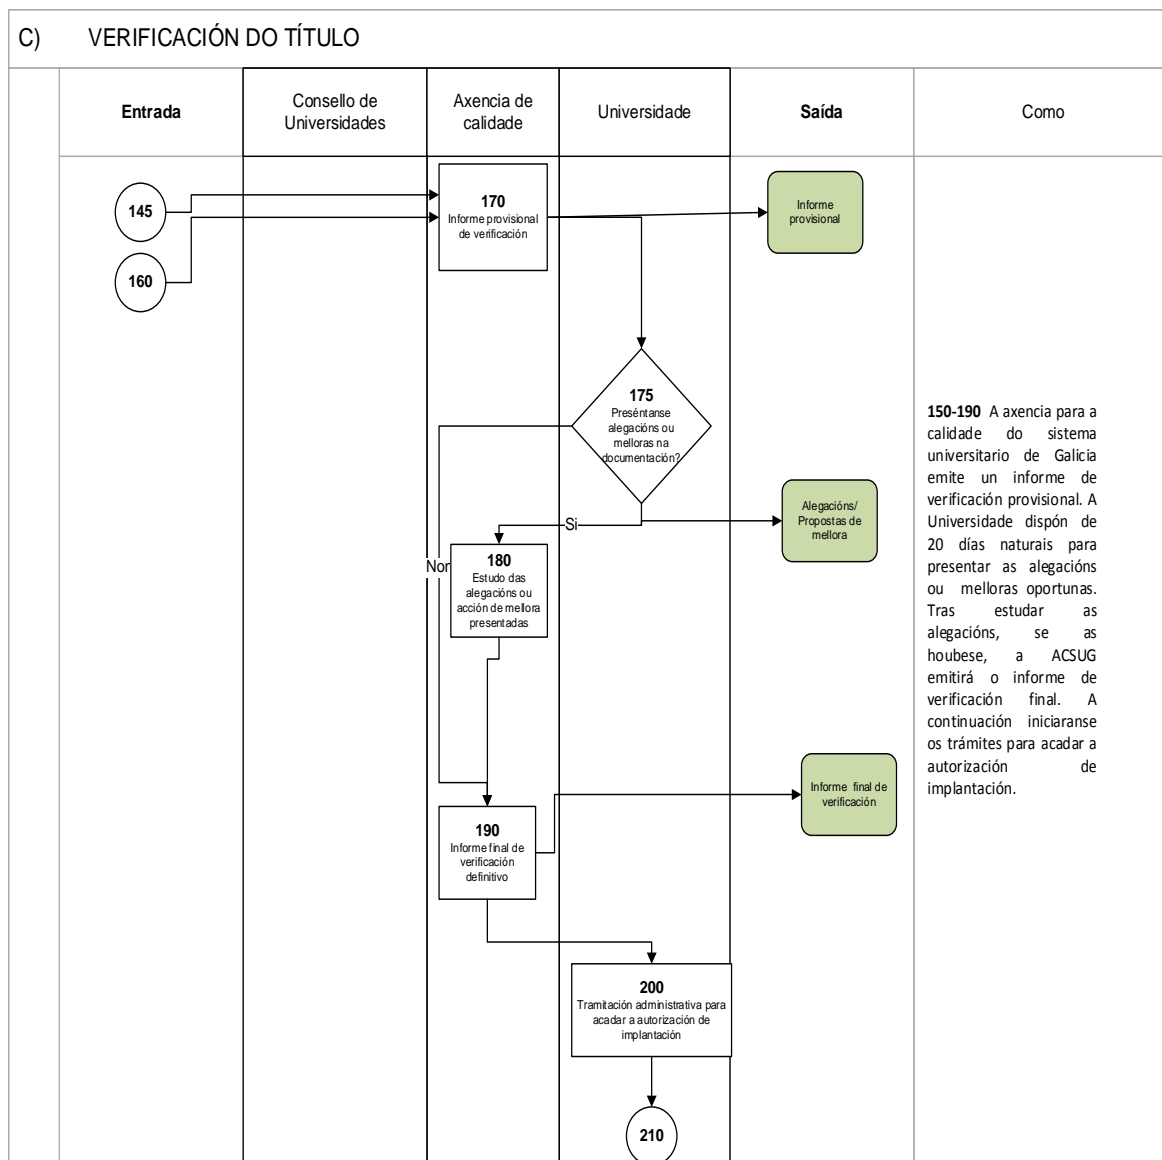 C) VERIFICACIÓN DO TÍTULO
Entrada
Consello de
Universidades
Axencia de
calidade
Universidade
Saída
Como
145
160
170
Informe provisional
de verificación
Informe
provisional
175
Preséntanse
alegacións ou
melloras na
documentación?
Si
Non
Alegacións/
Propostas de
mellora
180
Estudo das
alegacións ou
acción de mellora
presentadas
190
Informe final de
verificación
definitivo
Informe final de
verificación
200
Tramitación administrativa para
acadar a autorización de
implantación
210
150-190 A axencia para a
calidade do sistema
universitario de Galicia
emite un informe de
verificación provisional. A
Universidade dispón de
20 días naturais para
presentar as alegacións
ou melloras oportunas.
Tras estudar as
alegacións, se as
houbese, a ACSUG
emitirá o informe de
verificación final. A
continuación iniciaranse
os trámites para acadar a
autorización de
implantación.